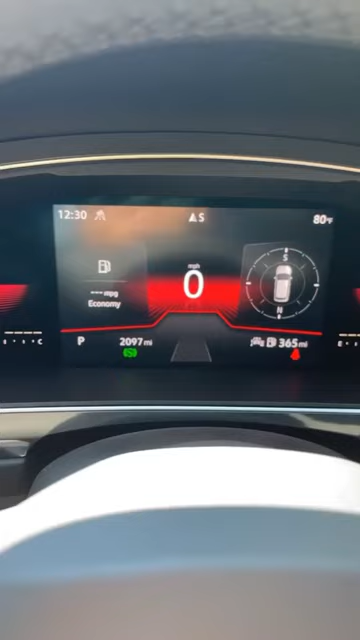 12:30 S 80°F
--- mpg
Economy
mph
0
S
N
C E
P 2097 mi 365 mi